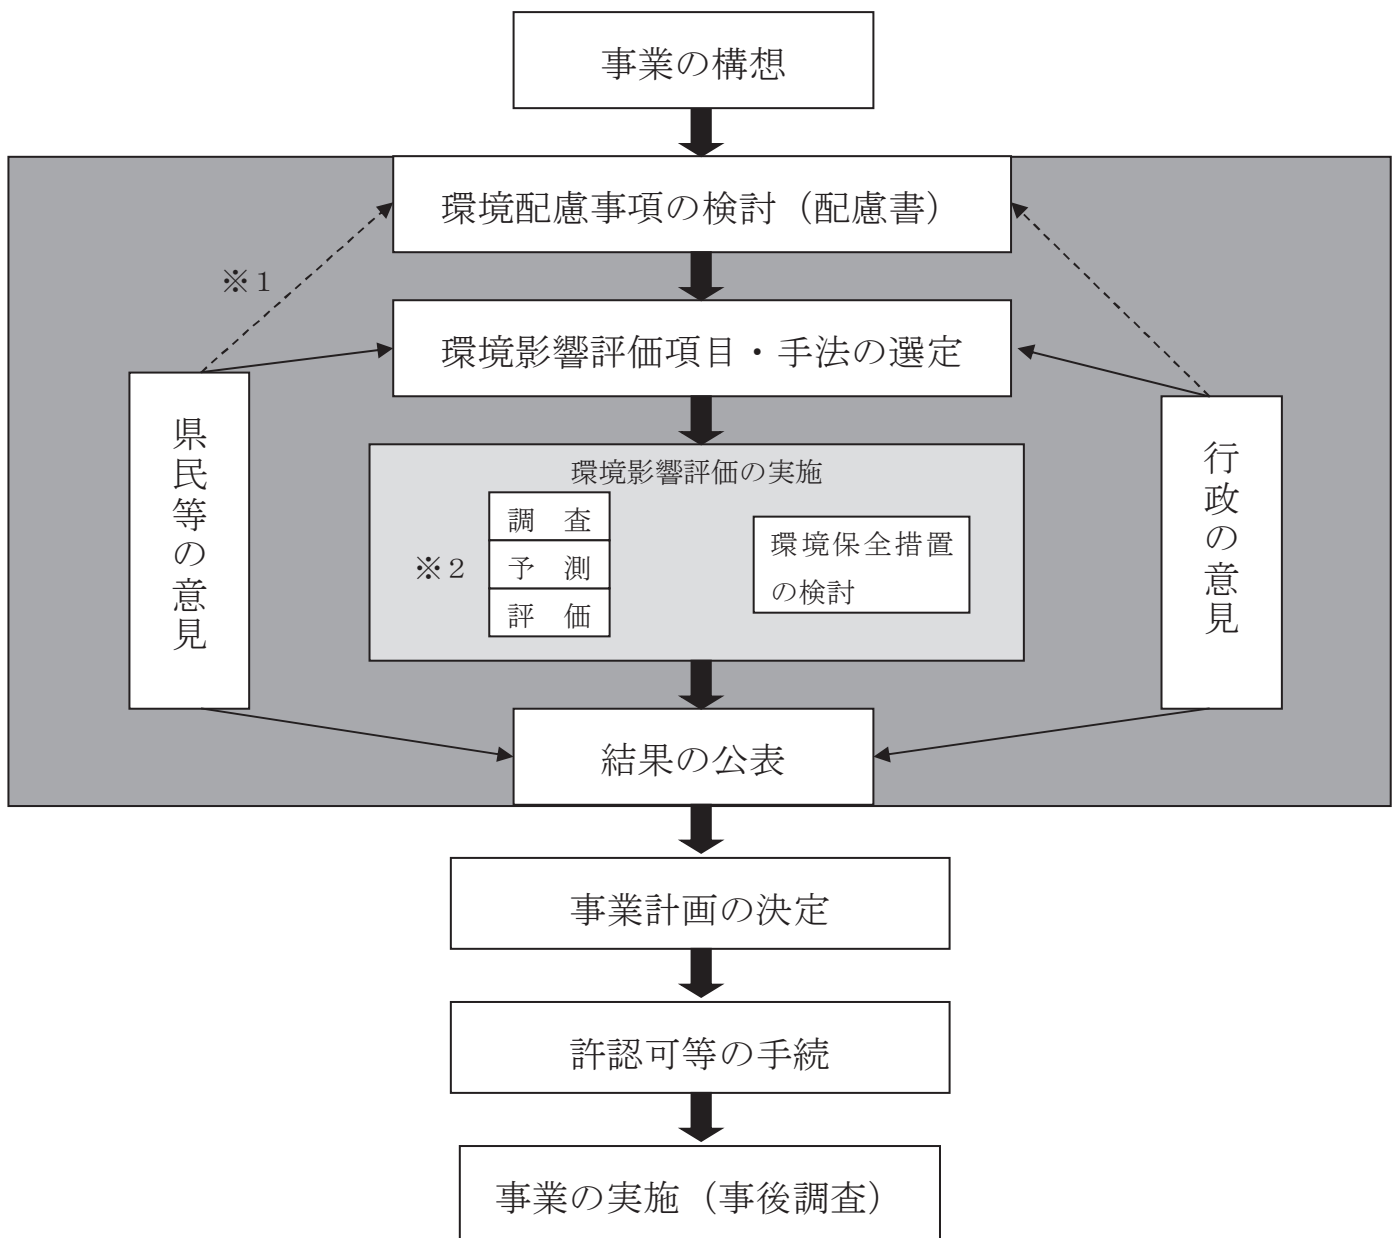 事業の構想
環境配慮事項の検討（配慮書）
※１
環境影響評価項目・手法の選定
県民等の意見
行政の意見
環境影響評価の実施
※２
調　査
予　測
評　価
環境保全措置
の検討
結果の公表
事業計画の決定
許認可等の手続
事業の実施（事後調査）